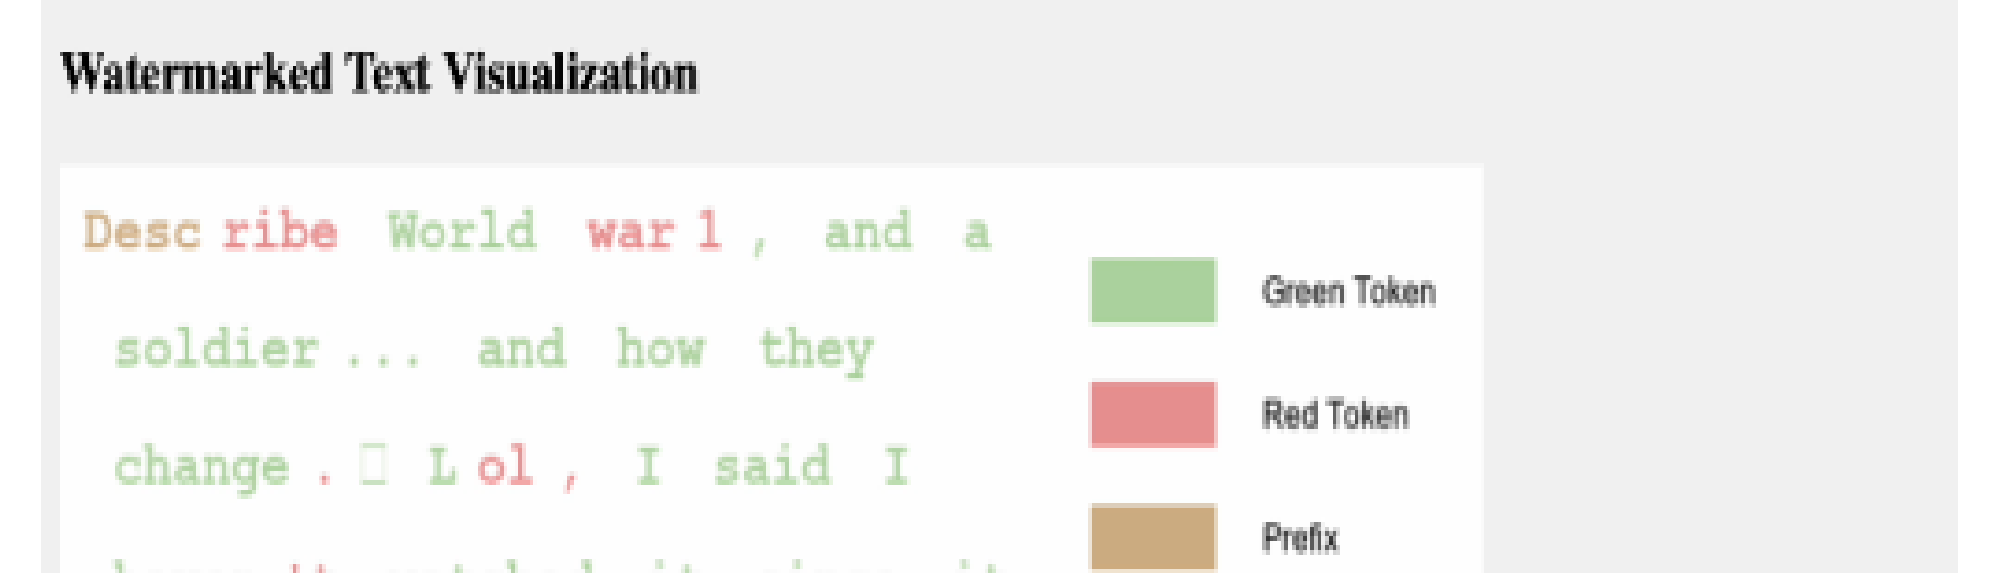 Watermarked Text Visualization
Desc ribe World war 1 , and a
soldier ... and how they
change . □ L ol , I said I
Green Token
Red Token
Prefix